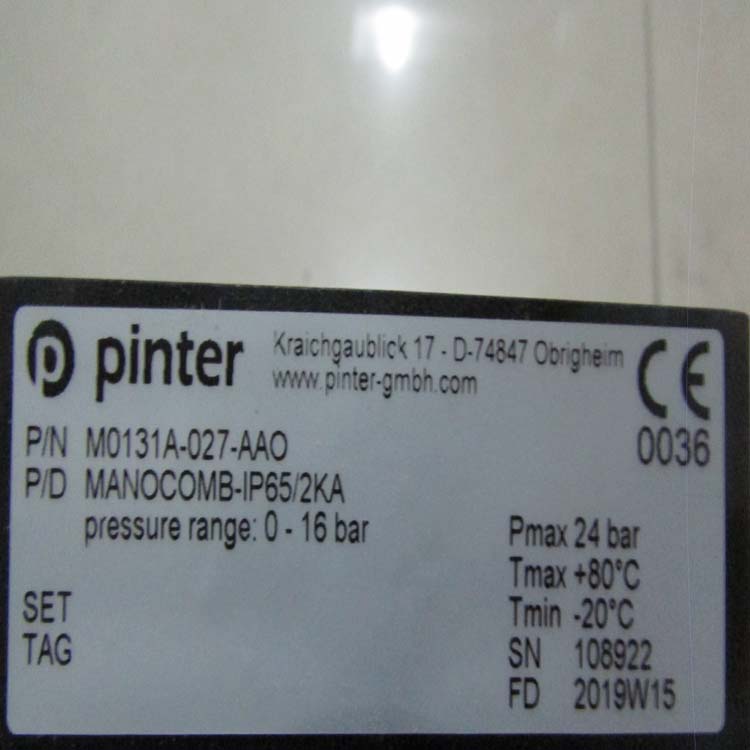 pinter
Kraichgaublick 17 - D-74847 Obrigheim
www.pinter-gmbh.com
CE
0036
P/N M0131A-027-AAO
P/D MANOCOMB-IP65/2KA
pressure range: 0 - 16 bar
Pmax 24 bar
Tmax +80°C
Tmin -20°C
SET
TAG
SN 108922
FD 2019W15